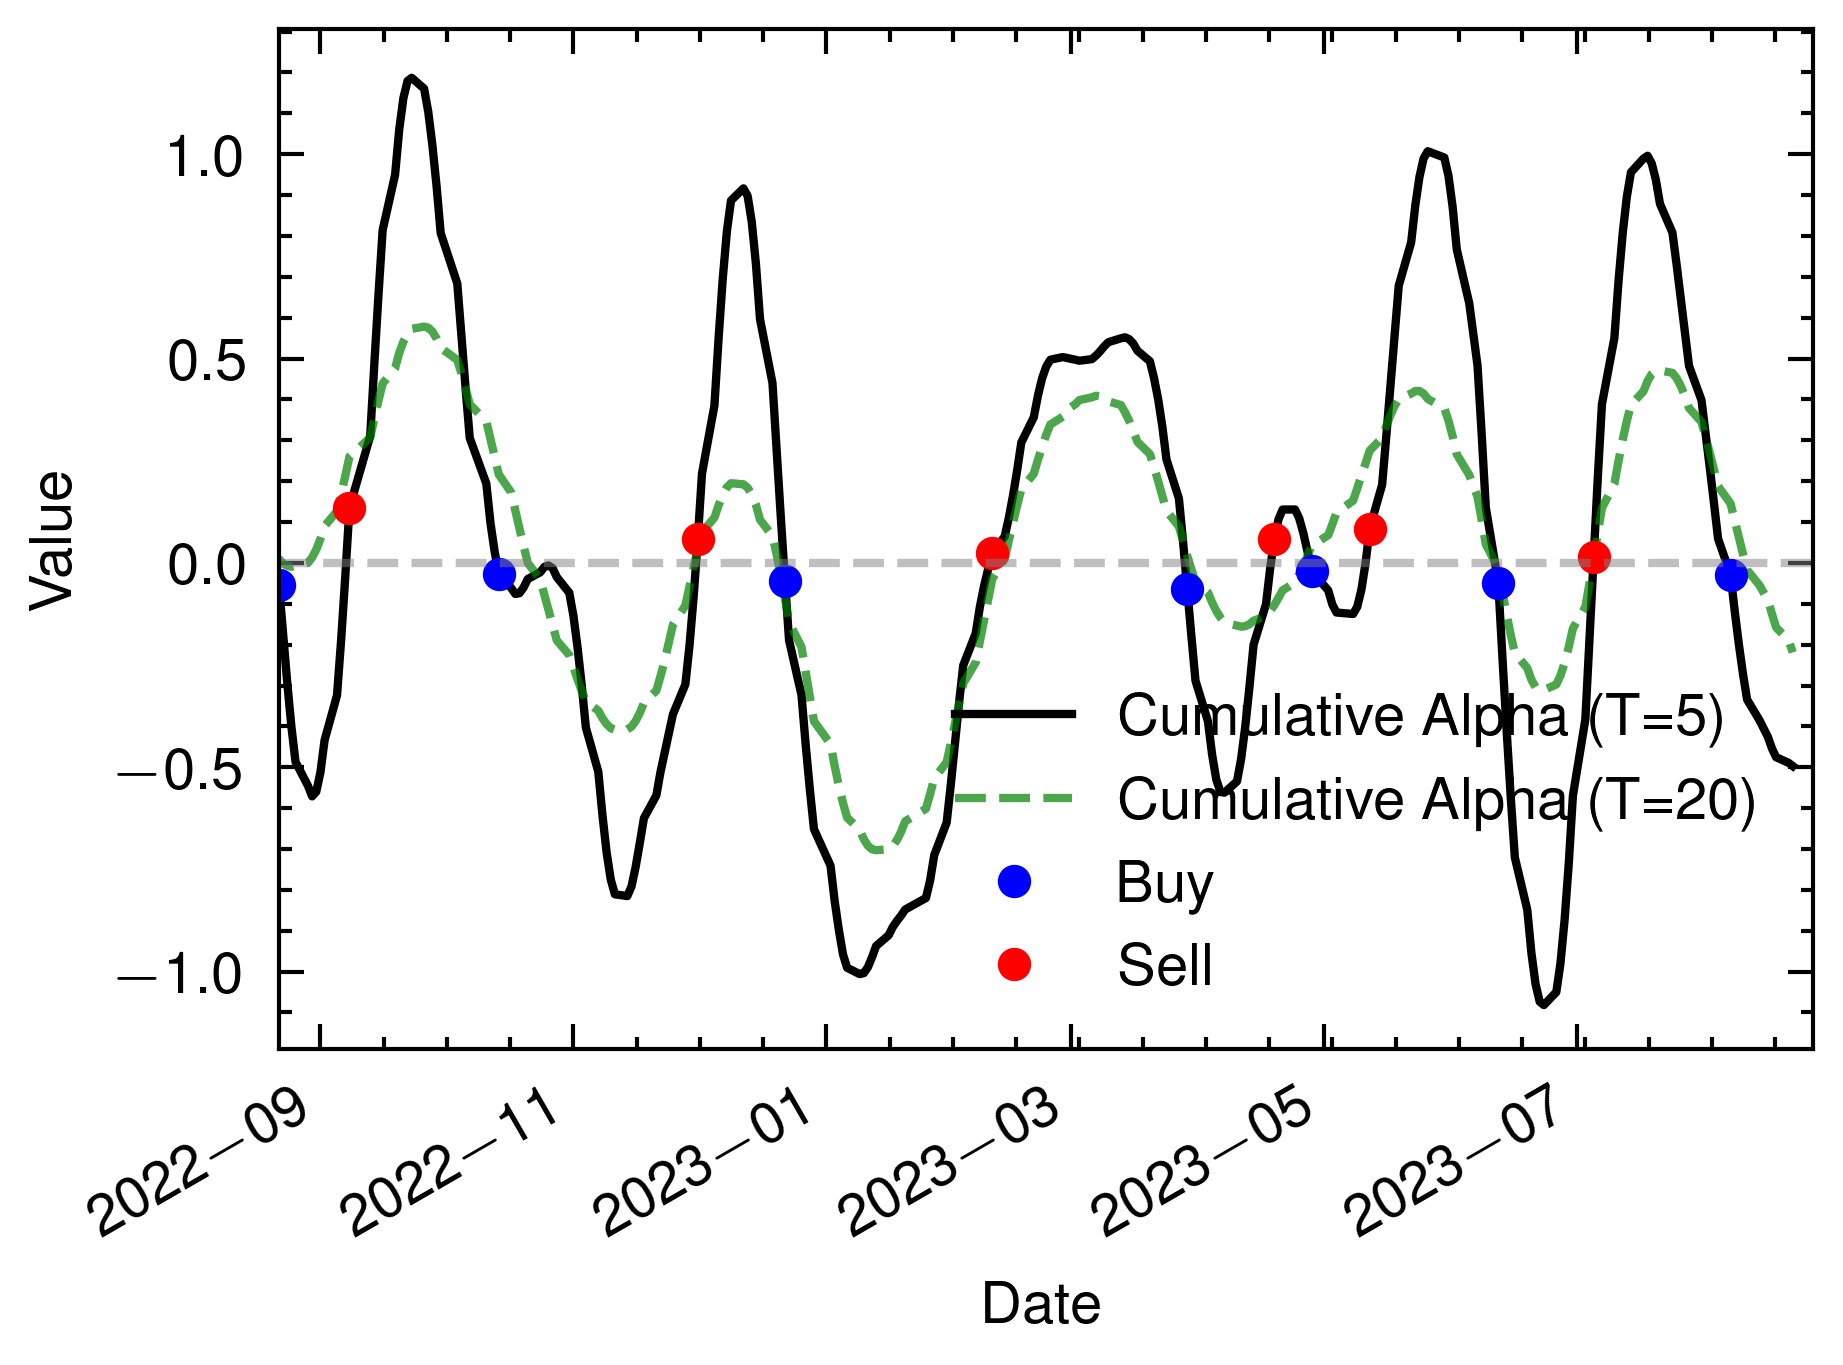 1.0
0.5
0.0
−0.5
−1.0
Value
Cumulative Alpha (T=5)
Cumulative Alpha (T=20)
Buy
Sell
2022−09
2022−11
2023−01
2023−03
2023−05
2023−07
Date